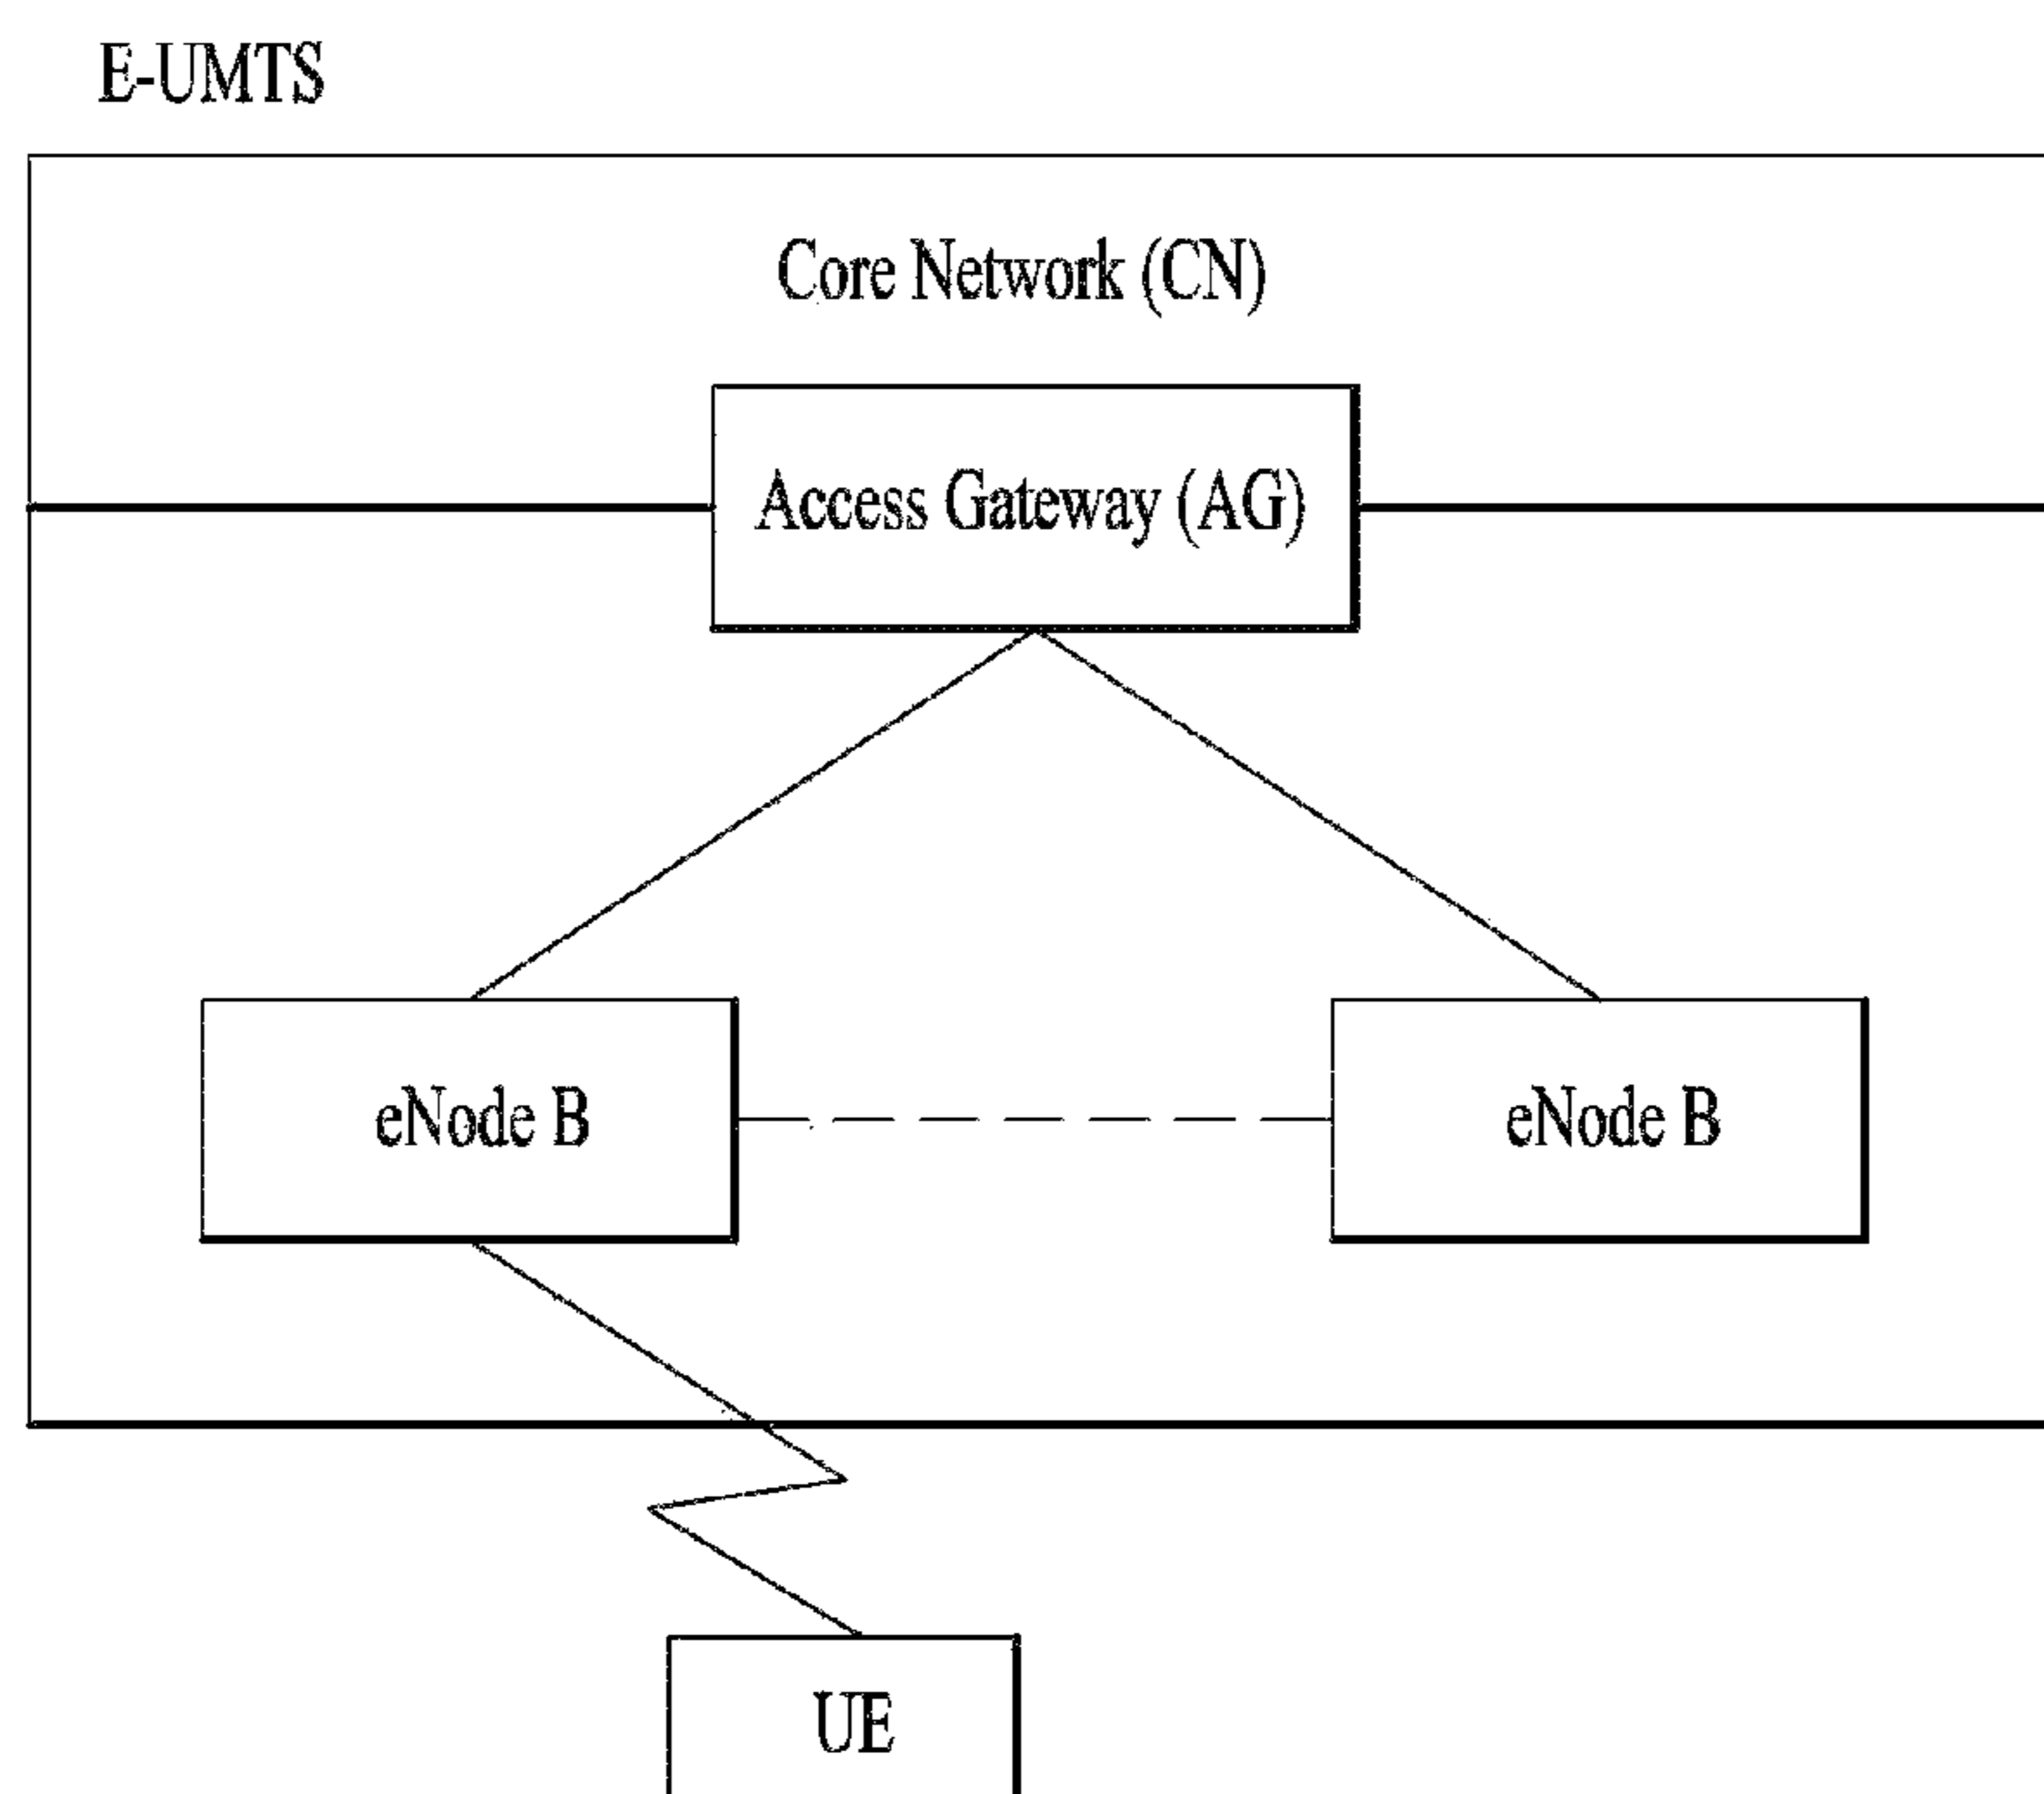 E-UMTS
Core Network (CN)
Access Gateway (AG)
eNode B
eNode B
UE